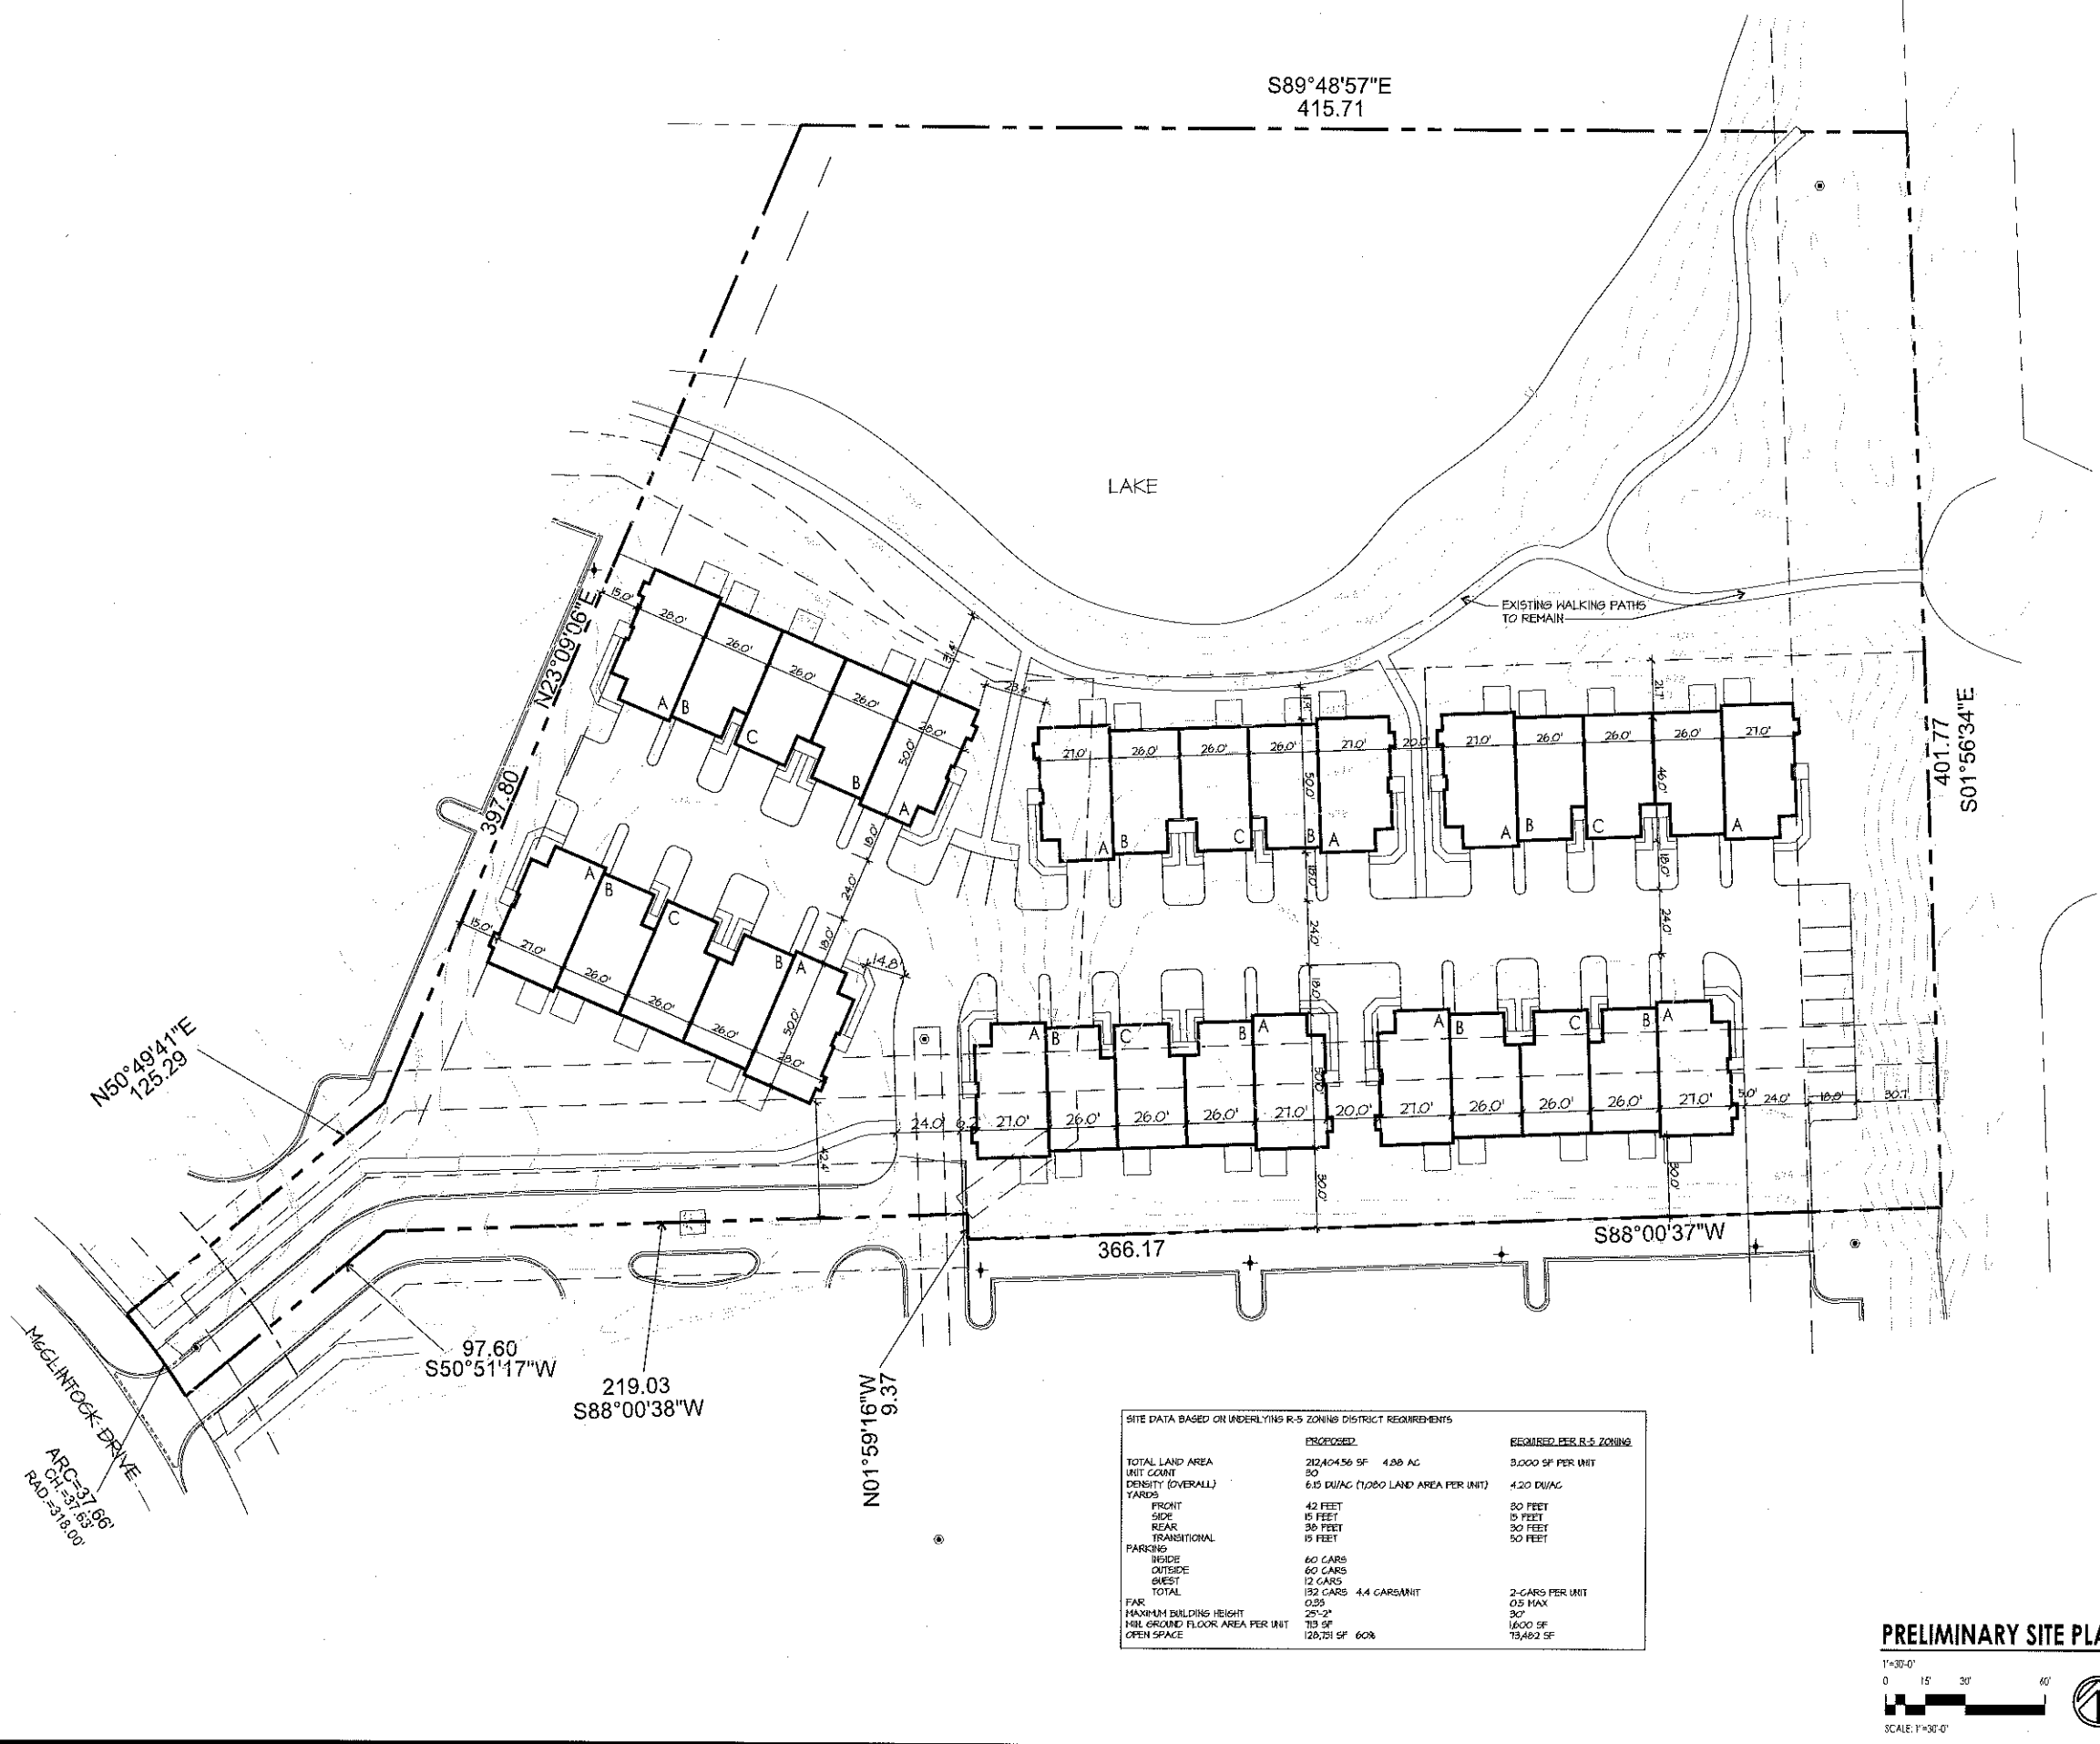 S89°48'57"E
415.71
LAKE
EXISTING WALKING PATHS
TO REMAIN
N23°09'06"E
397.80
401.77
S01°56'34"E
15.0'
28.0'
26.0'
26.0'
26.0'
28.0'
50.0'
31.4'
A
B
C
B
A
18.0'
24.0'
18.0'
23.4'
21.0'
26.0'
26.0'
26.0'
21.0'
20.0'
50.0'
A
B
C
B
A
18.0'
24.0'
18.0'
21.0'
26.0'
26.0'
26.0'
21.0'
46.0'
A
B
C
A
18.0'
24.0'
15.0'
A
B
C
B
A
26.0'
26.0'
26.0'
50.0'
28.0'
14.8'
42.4'
A
B
C
B
A
24.0'
21.0'
26.0'
26.0'
26.0'
21.0'
20.0'
30.0'
A
B
C
B
A
21.0'
26.0'
26.0'
26.0'
21.0'
5.0'
24.0'
18.0'
30.0'
N50°49'41"E
125.29
366.17
S88°00'37"W
97.60
S50°51'17"W
219.03
S88°00'38"W
N01°59'16"W
9.37
MCCLINTOCK DRIVE
ARC=37.66'
CH.=37.63'
RAD.=318.00'
SITE DATA BASED ON UNDERLYING R-5 ZONING DISTRICT REQUIREMENTS
PROPOSED REQUIRED PER R-5 ZONING
TOTAL LAND AREA 212,404.56 SF 4.88 AC 3,000 SF PER UNIT
UNIT COUNT 30
DENSITY (OVERALL) 6.15 DU/AC (7,080 LAND AREA PER UNIT) 4.20 DU/AC
YARDS
FRONT 42 FEET 30 FEET
SIDE 15 FEET 15 FEET
REAR 38 FEET 30 FEET
TRANSITIONAL 15 FEET 50 FEET
PARKING
INSIDE 60 CARS
OUTSIDE 60 CARS
GUEST 12 CARS
TOTAL 132 CARS 4.4 CARS/UNIT 2-CARS PER UNIT
FAR 0.35 0.5 MAX
MAXIMUM BUILDING HEIGHT 25'-2" 30'
MIN. GROUND FLOOR AREA PER UNIT 713 SF 1,600 SF
OPEN SPACE 128,751 SF 60% 73,482 SF
PRELIMINARY SITE PLA
1"=30'-0"
0 15' 30' 60'
SCALE: 1"=30'-0"